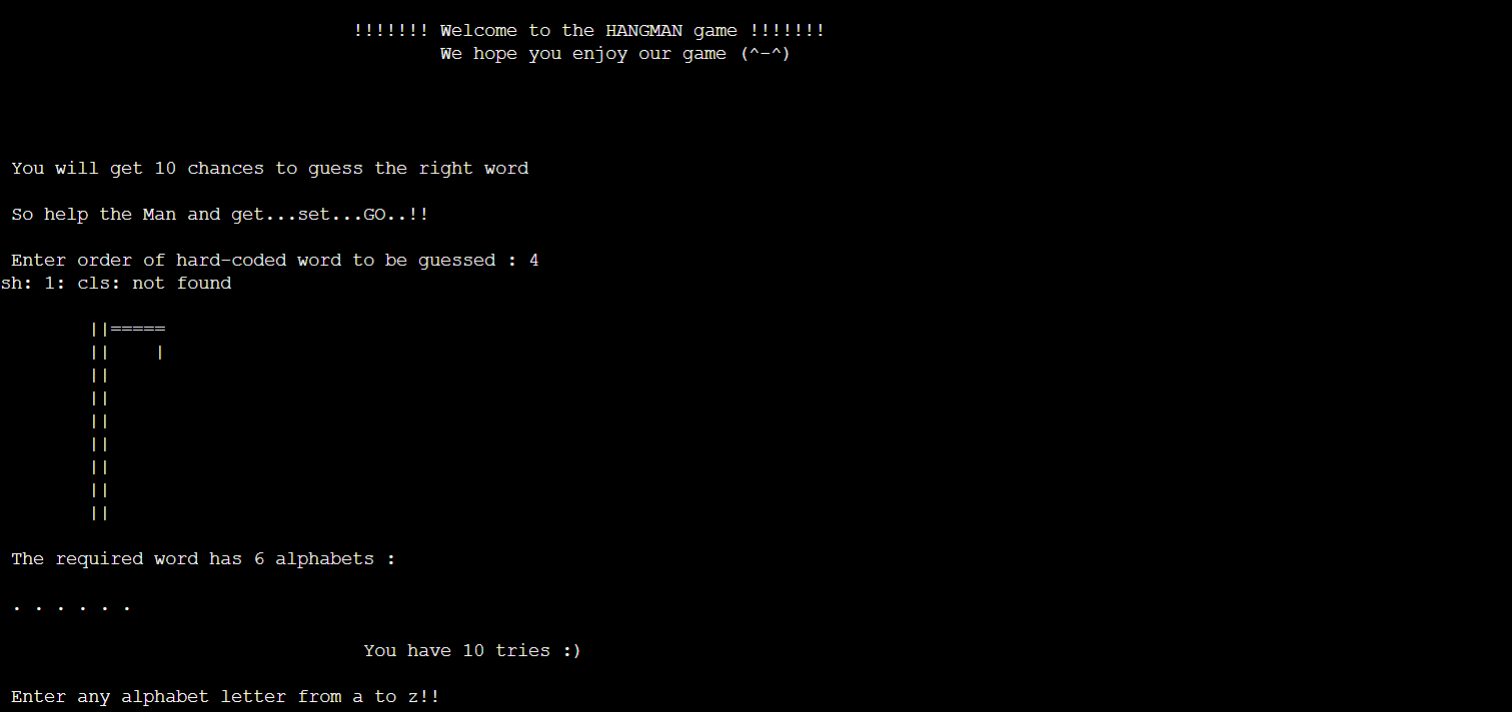 !!!!!!! Welcome to the HANGMAN game !!!!!!!
We hope you enjoy our game (^-^)
You will get 10 chances to guess the right word
So help the Man and get...set...GO..!!
Enter order of hard-coded word to be guessed : 4
sh: 1: cls: not found
||=====
||    |
||
||
||
||
||
||
||
The required word has 6 alphabets :
. . . . . .
You have 10 tries :)
Enter any alphabet letter from a to z!!